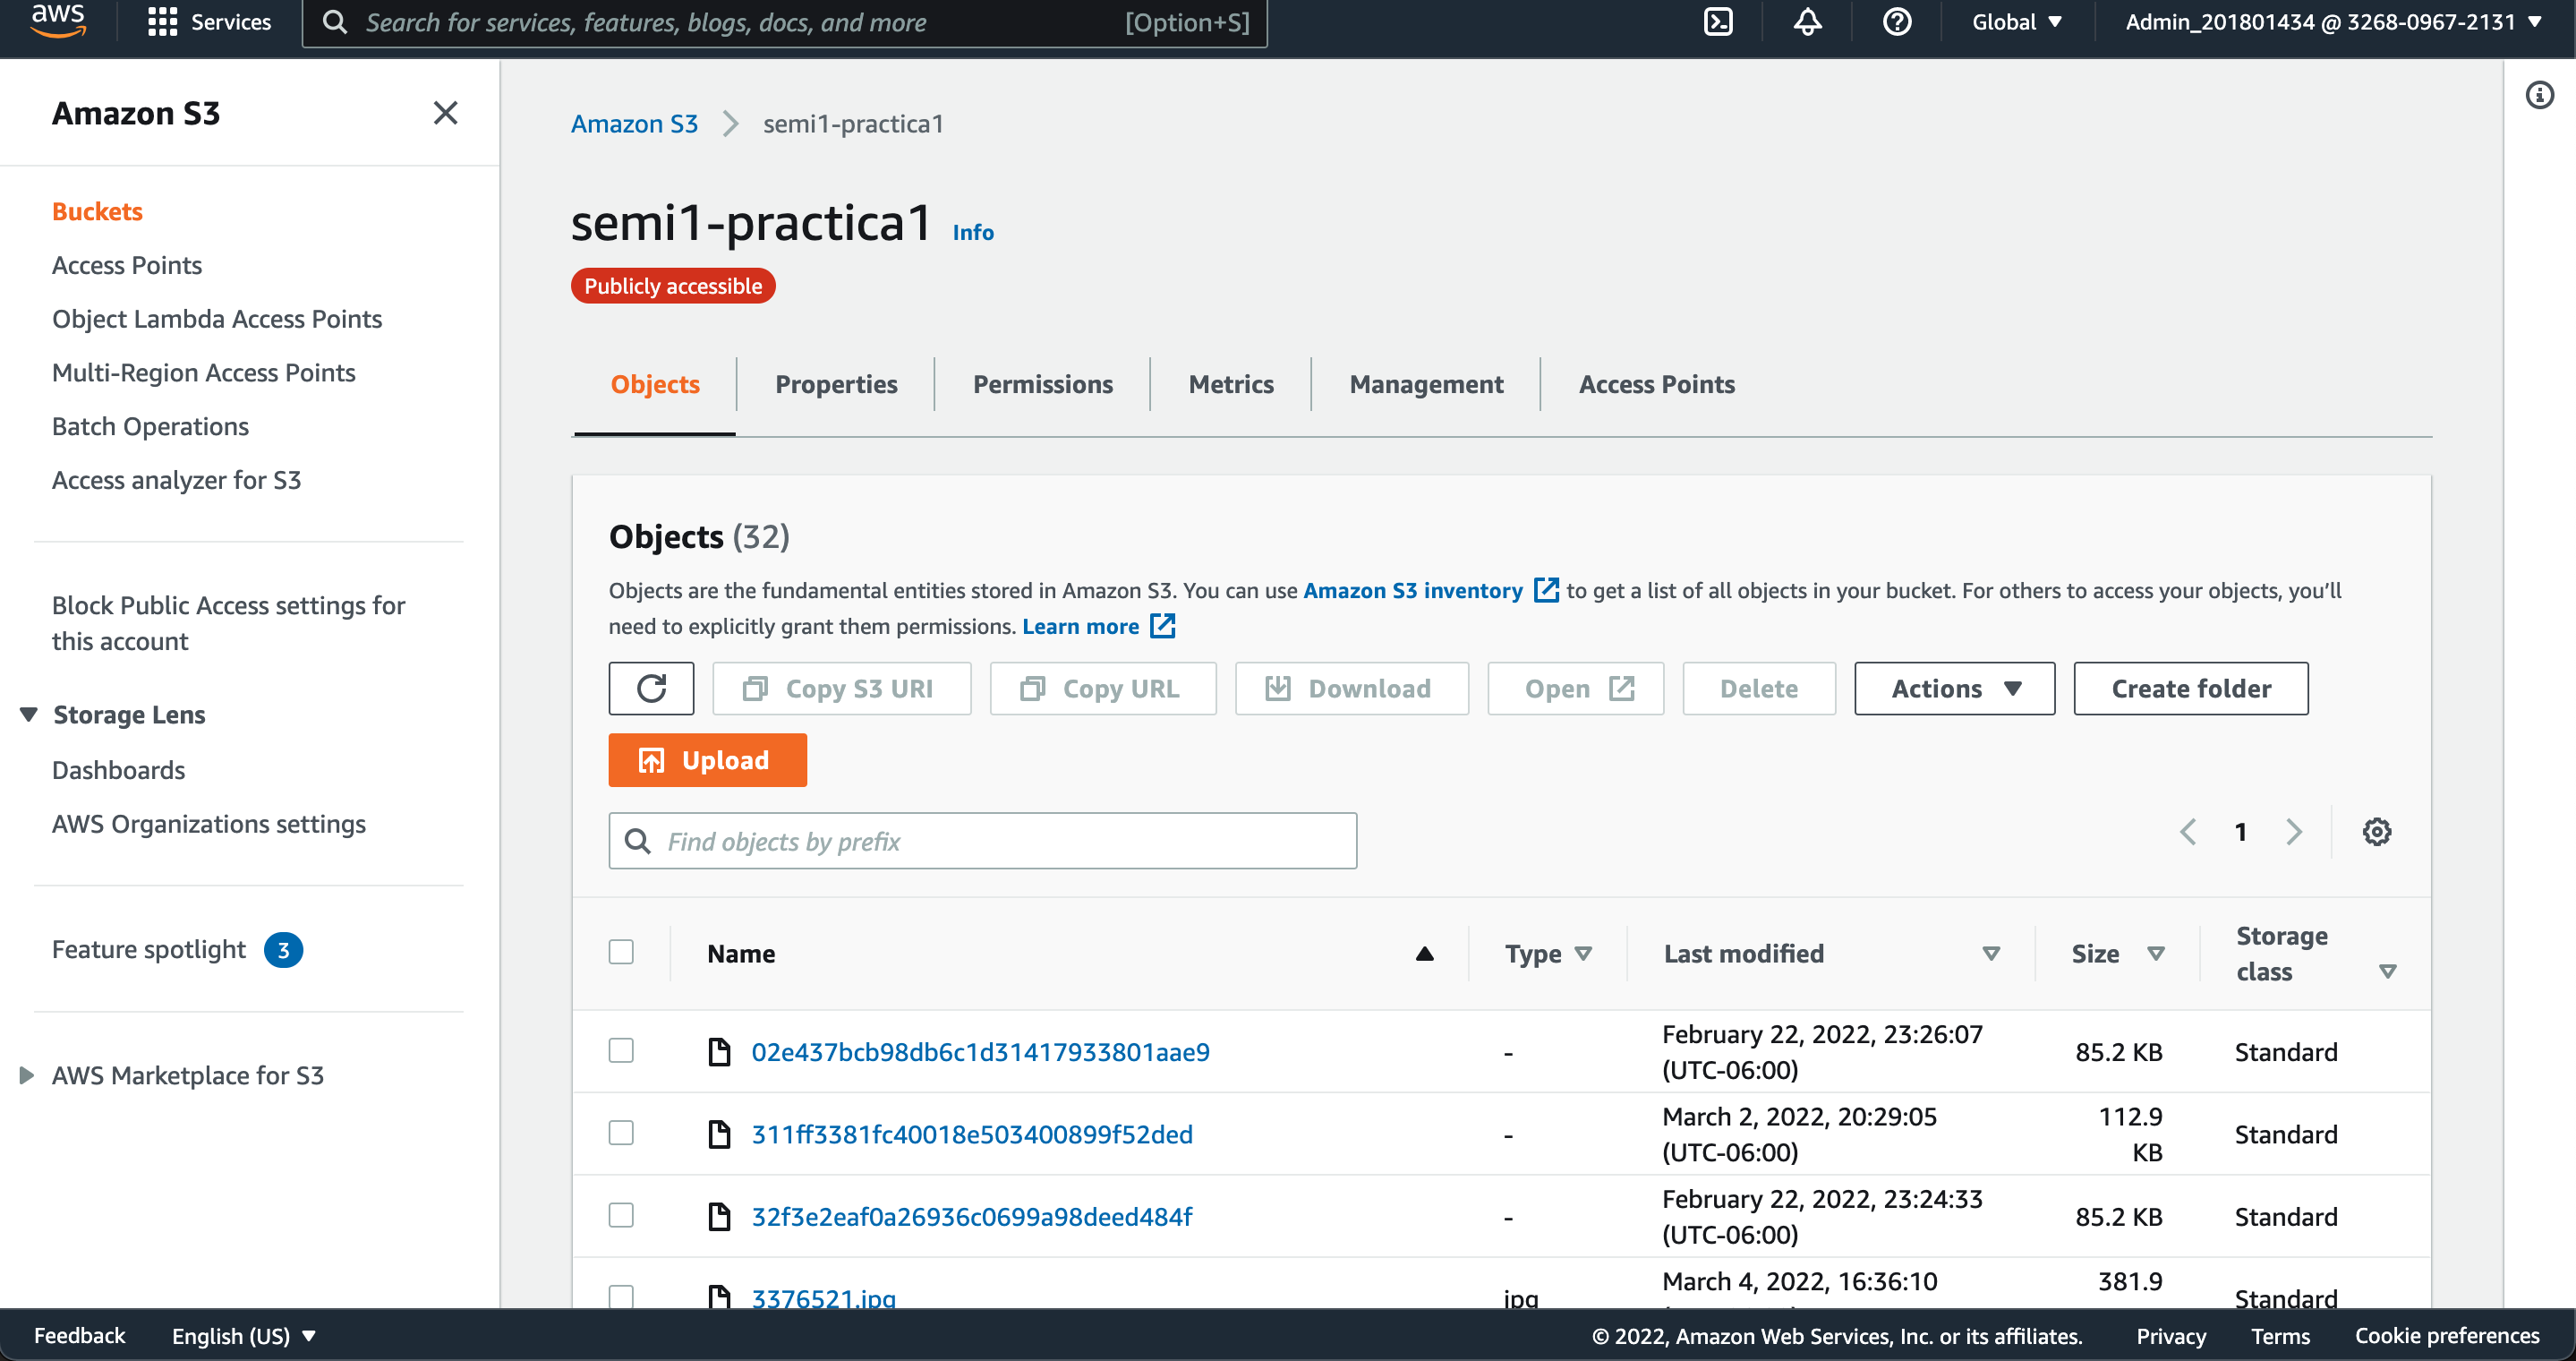 aws
Services
Search for services, features, blogs, docs, and more [Option+S]
Global
Admin_201801434 @ 3268-0967-2131
Amazon S3
Buckets
Access Points
Object Lambda Access Points
Multi-Region Access Points
Batch Operations
Access analyzer for S3
Block Public Access settings for
this account
Storage Lens
Dashboards
AWS Organizations settings
Feature spotlight 3
AWS Marketplace for S3
Amazon S3 semi1-practica1
semi1-practica1 Info
Publicly accessible
Objects Properties Permissions Metrics Management Access Points
Objects (32)
Objects are the fundamental entities stored in Amazon S3. You can use Amazon S3 inventory to get a list of all objects in your bucket. For others to access your objects, you'll
need to explicitly grant them permissions. Learn more
Copy S3 URI Copy URL Download Open Delete Actions Create folder
Upload
Find objects by prefix
1
Name Type Last modified Size Storage
class
02e437bcb98db6c1d31417933801aae9 - February 22, 2022, 23:26:07 85.2 KB Standard
(UTC-06:00)
311ff3381fc40018e503400899f52ded - March 2, 2022, 20:29:05 112.9 Standard
(UTC-06:00) KB
32f3e2eaf0a26936c0699a98deed484f - February 22, 2022, 23:24:33 85.2 KB Standard
(UTC-06:00)
3376521.jpg jpg March 4, 2022, 16:36:10 381.9 Standard
Feedback English (US) © 2022, Amazon Web Services, Inc. or its affiliates. Privacy Terms Cookie preferences